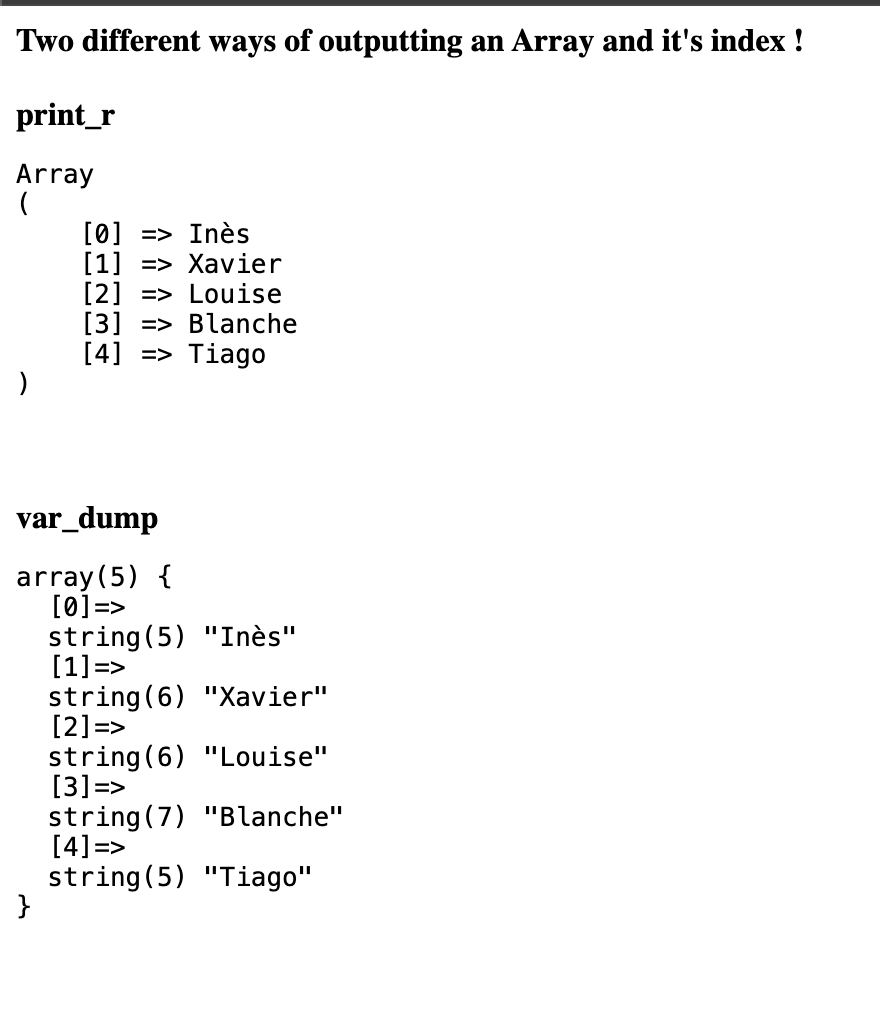 Two different ways of outputting an Array and it's index !
print_r
Array
(
    [0] => Inès
    [1] => Xavier
    [2] => Louise
    [3] => Blanche
    [4] => Tiago
)
var_dump
array(5) {
  [0]=>
  string(5) "Inès"
  [1]=>
  string(6) "Xavier"
  [2]=>
  string(6) "Louise"
  [3]=>
  string(7) "Blanche"
  [4]=>
  string(5) "Tiago"
}